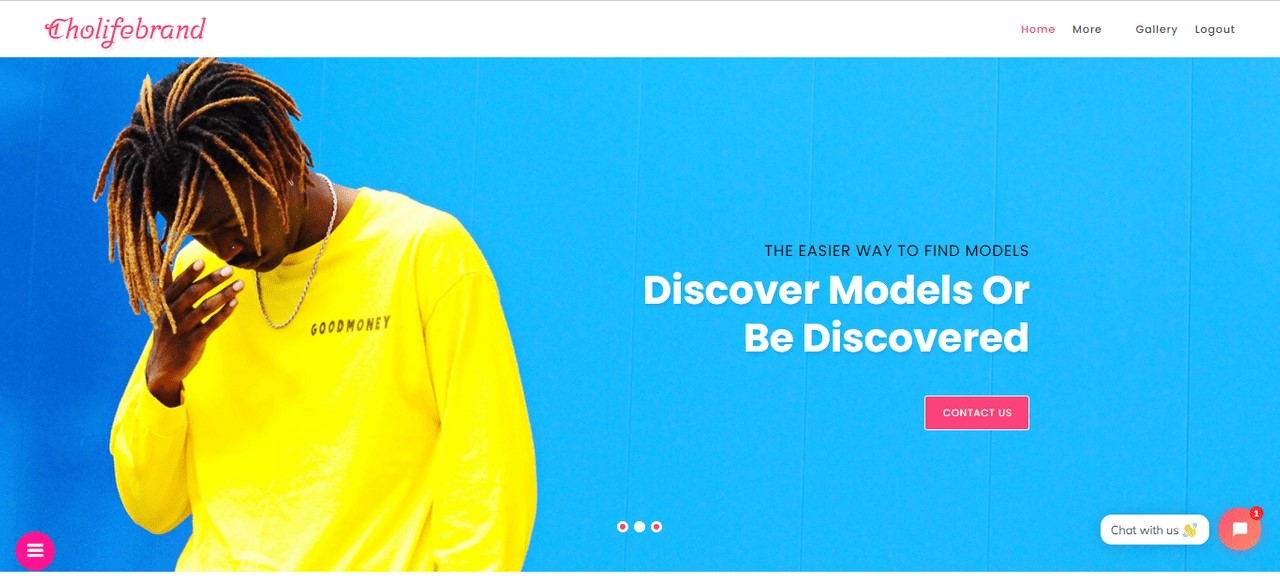 Cholifebrand
Home More Gallery Logout
GOODMONEY
THE EASIER WAY TO FIND MODELS
Discover Models Or
Be Discovered
CONTACT US
Chat with us 👋
1